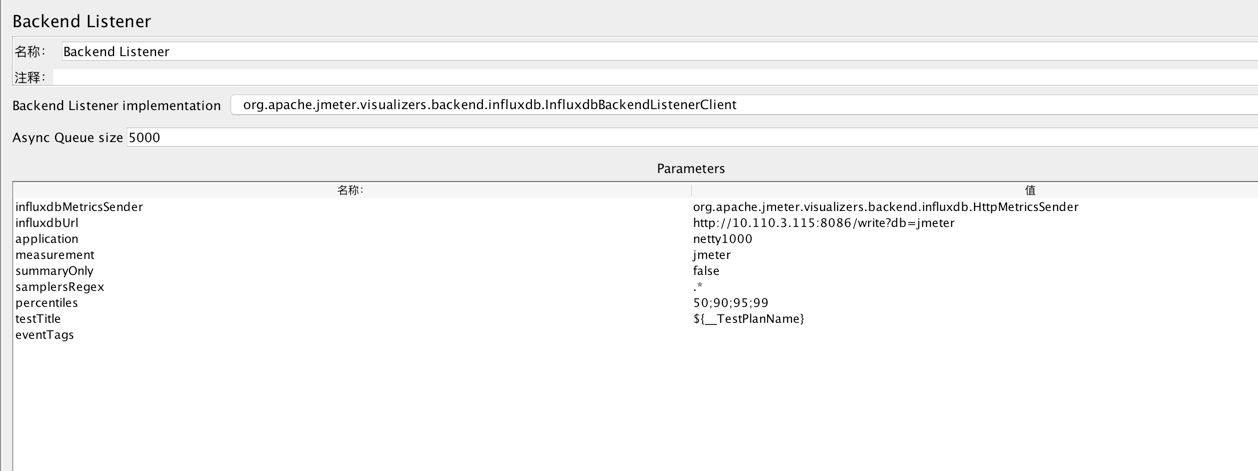 Backend Listener
名称： Backend Listener
注释：
Backend Listener implementation org.apache.jmeter.visualizers.backend.influxdb.InfluxdbBackendListenerClient
Async Queue size 5000
Parameters
名称： 值
influxdbMetricsSender org.apache.jmeter.visualizers.backend.influxdb.HttpMetricsSender
influxdbUrl http://10.110.3.115:8086/write?db=jmeter
application netty1000
measurement jmeter
summaryOnly false
samplersRegex .*
percentiles 50;90;95;99
testTitle ${__TestPlanName}
eventTags